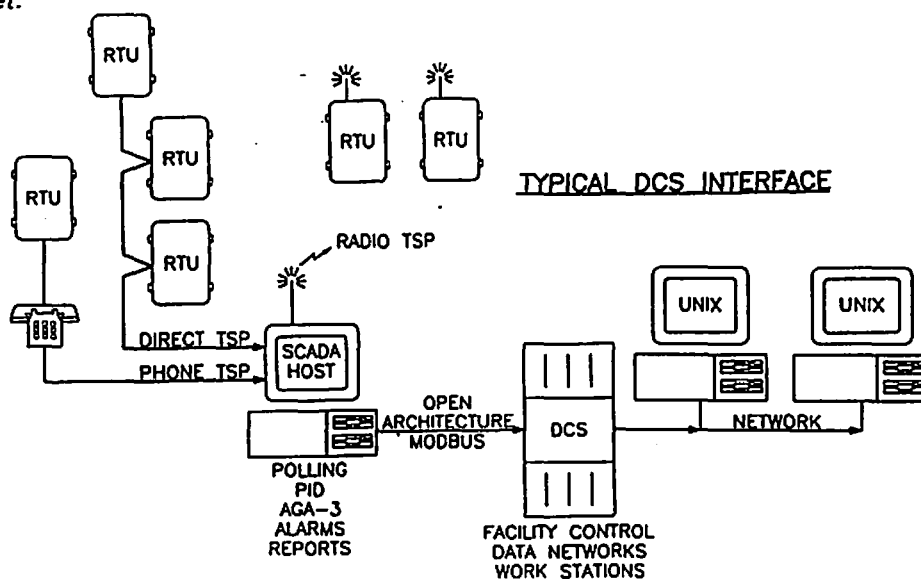 el.
RTU
RTU
RTU
RTU
RTU
RTU
TYPICAL DCS INTERFACE
RADIO TSP
DIRECT TSP
PHONE TSP
SCADA
HOST
POLLING
PID
AGA-3
ALARMS
REPORTS
OPEN
ARCHITECTURE
MODBUS
DCS
FACILITY CONTROL
DATA NETWORKS
WORK STATIONS
UNIX
UNIX
NETWORK